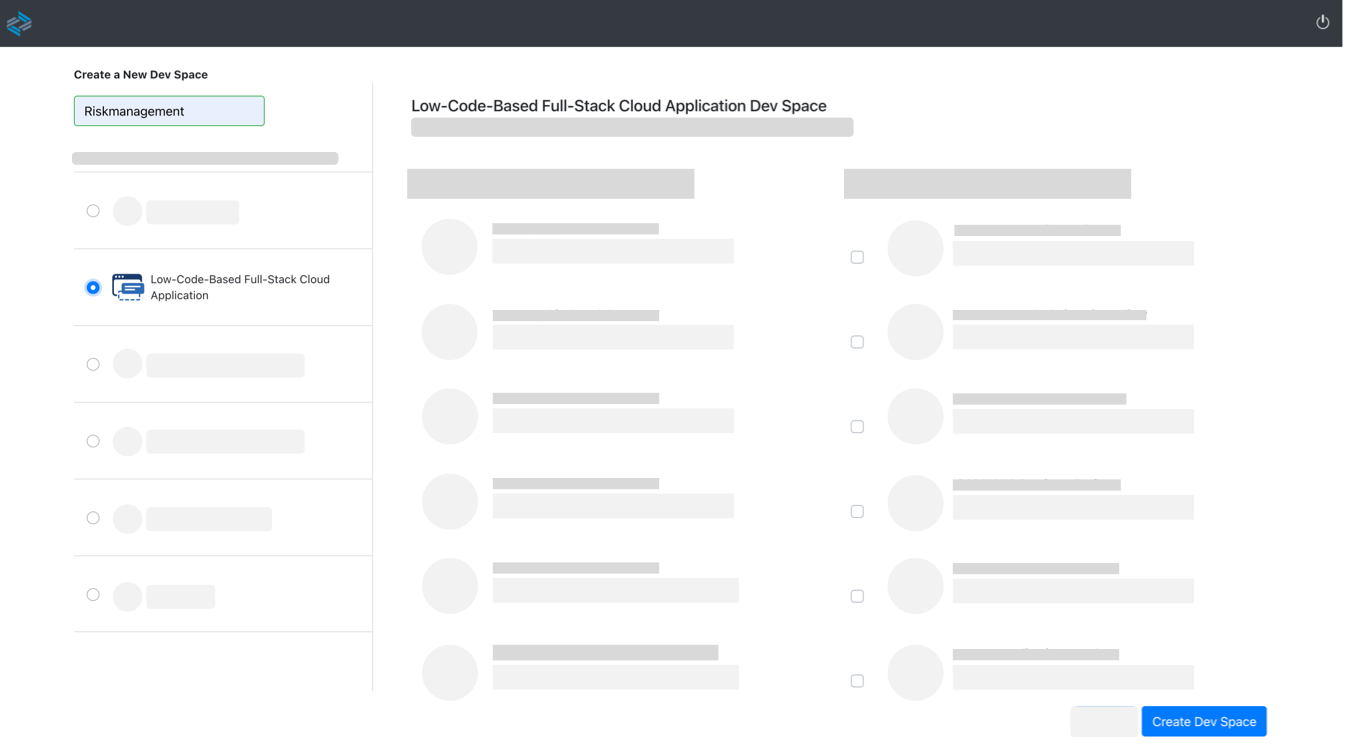 Create a New Dev Space
Riskmanagement
Low-Code-Based Full-Stack Cloud
Application
Low-Code-Based Full-Stack Cloud Application Dev Space
Create Dev Space